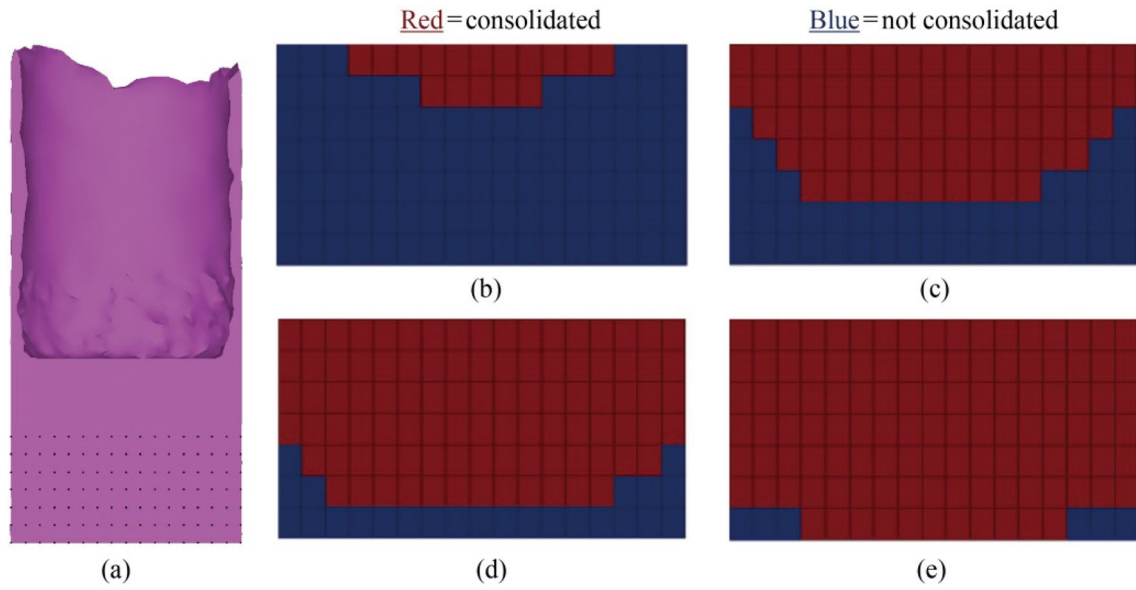 Red = consolidated
Blue = not consolidated
(b)
(c)
(a)
(d)
(e)